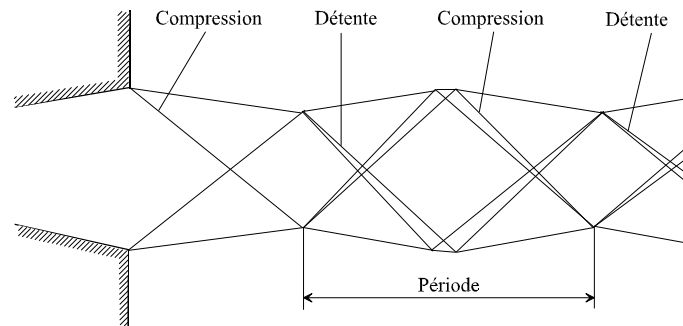 Compression
Détente
Compression
Détente
Période